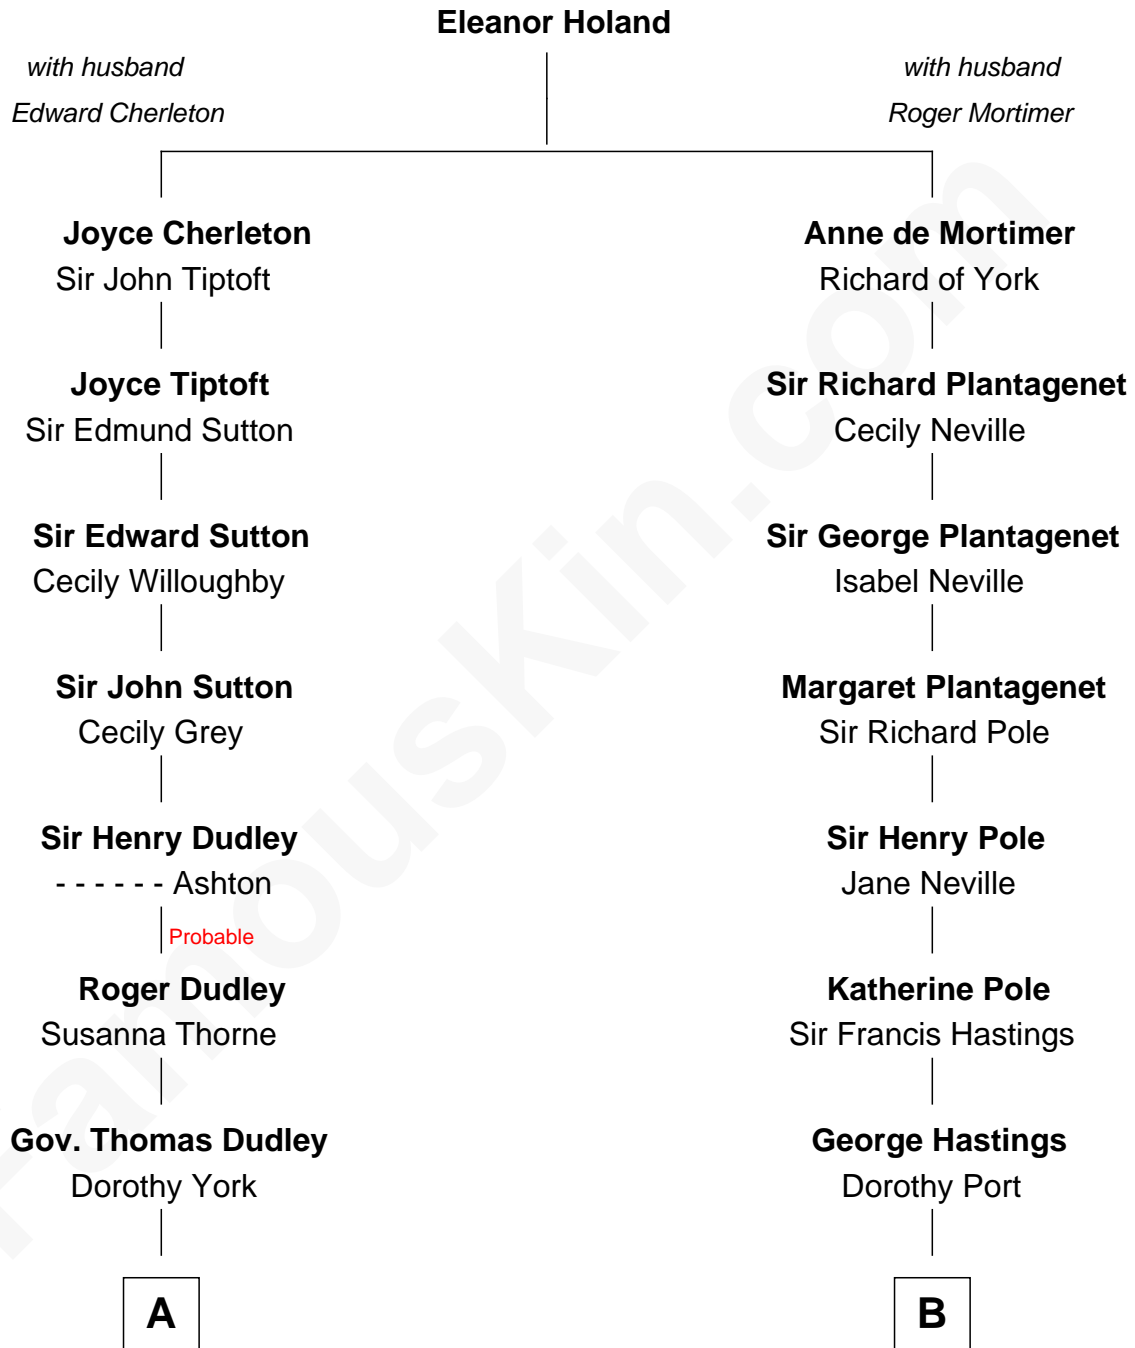 Eleanor Holand
with husband
Edward Cherleton
with husband
Roger Mortimer
Joyce Cherleton
Sir John Tiptoft
Anne de Mortimer
Richard of York
Joyce Tiptoft
Sir Edmund Sutton
Sir Richard Plantagenet
Cecily Neville
Sir Edward Sutton
Cecily Willoughby
Sir George Plantagenet
Isabel Neville
Sir John Sutton
Cecily Grey
Margaret Plantagenet
Sir Richard Pole
Sir Henry Dudley
- - - - - - Ashton
Probable
Sir Henry Pole
Jane Neville
Roger Dudley
Susanna Thorne
Katherine Pole
Sir Francis Hastings
Gov. Thomas Dudley
Dorothy York
George Hastings
Dorothy Port
A
B
FamousKin.com